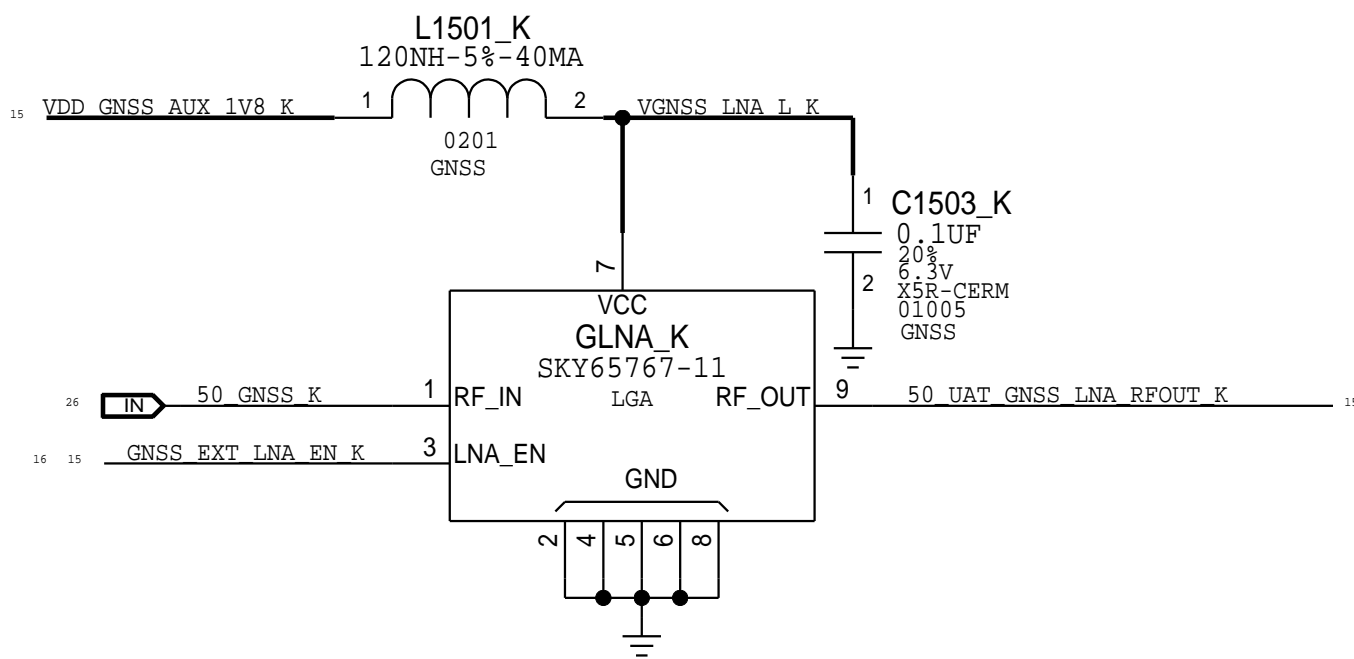 L1501_K
120NH-5%-40MA
15 VDD_GNSS_AUX_1V8_K 1 2 VGNSS_LNA_L_K
0201
GNSS
1 C1503_K
0.1UF
20%
6.3V
2 X5R-CERM
01005
GNSS
7
VCC
GLNA_K
SKY65767-11
LGA
26 IN 50_GNSS_K 1 RF_IN RF_OUT 9 50_UAT_GNSS_LNA_RFOUT_K 15
16 15 GNSS_EXT_LNA_EN_K 3 LNA_EN
GND
2 4 5 6 8